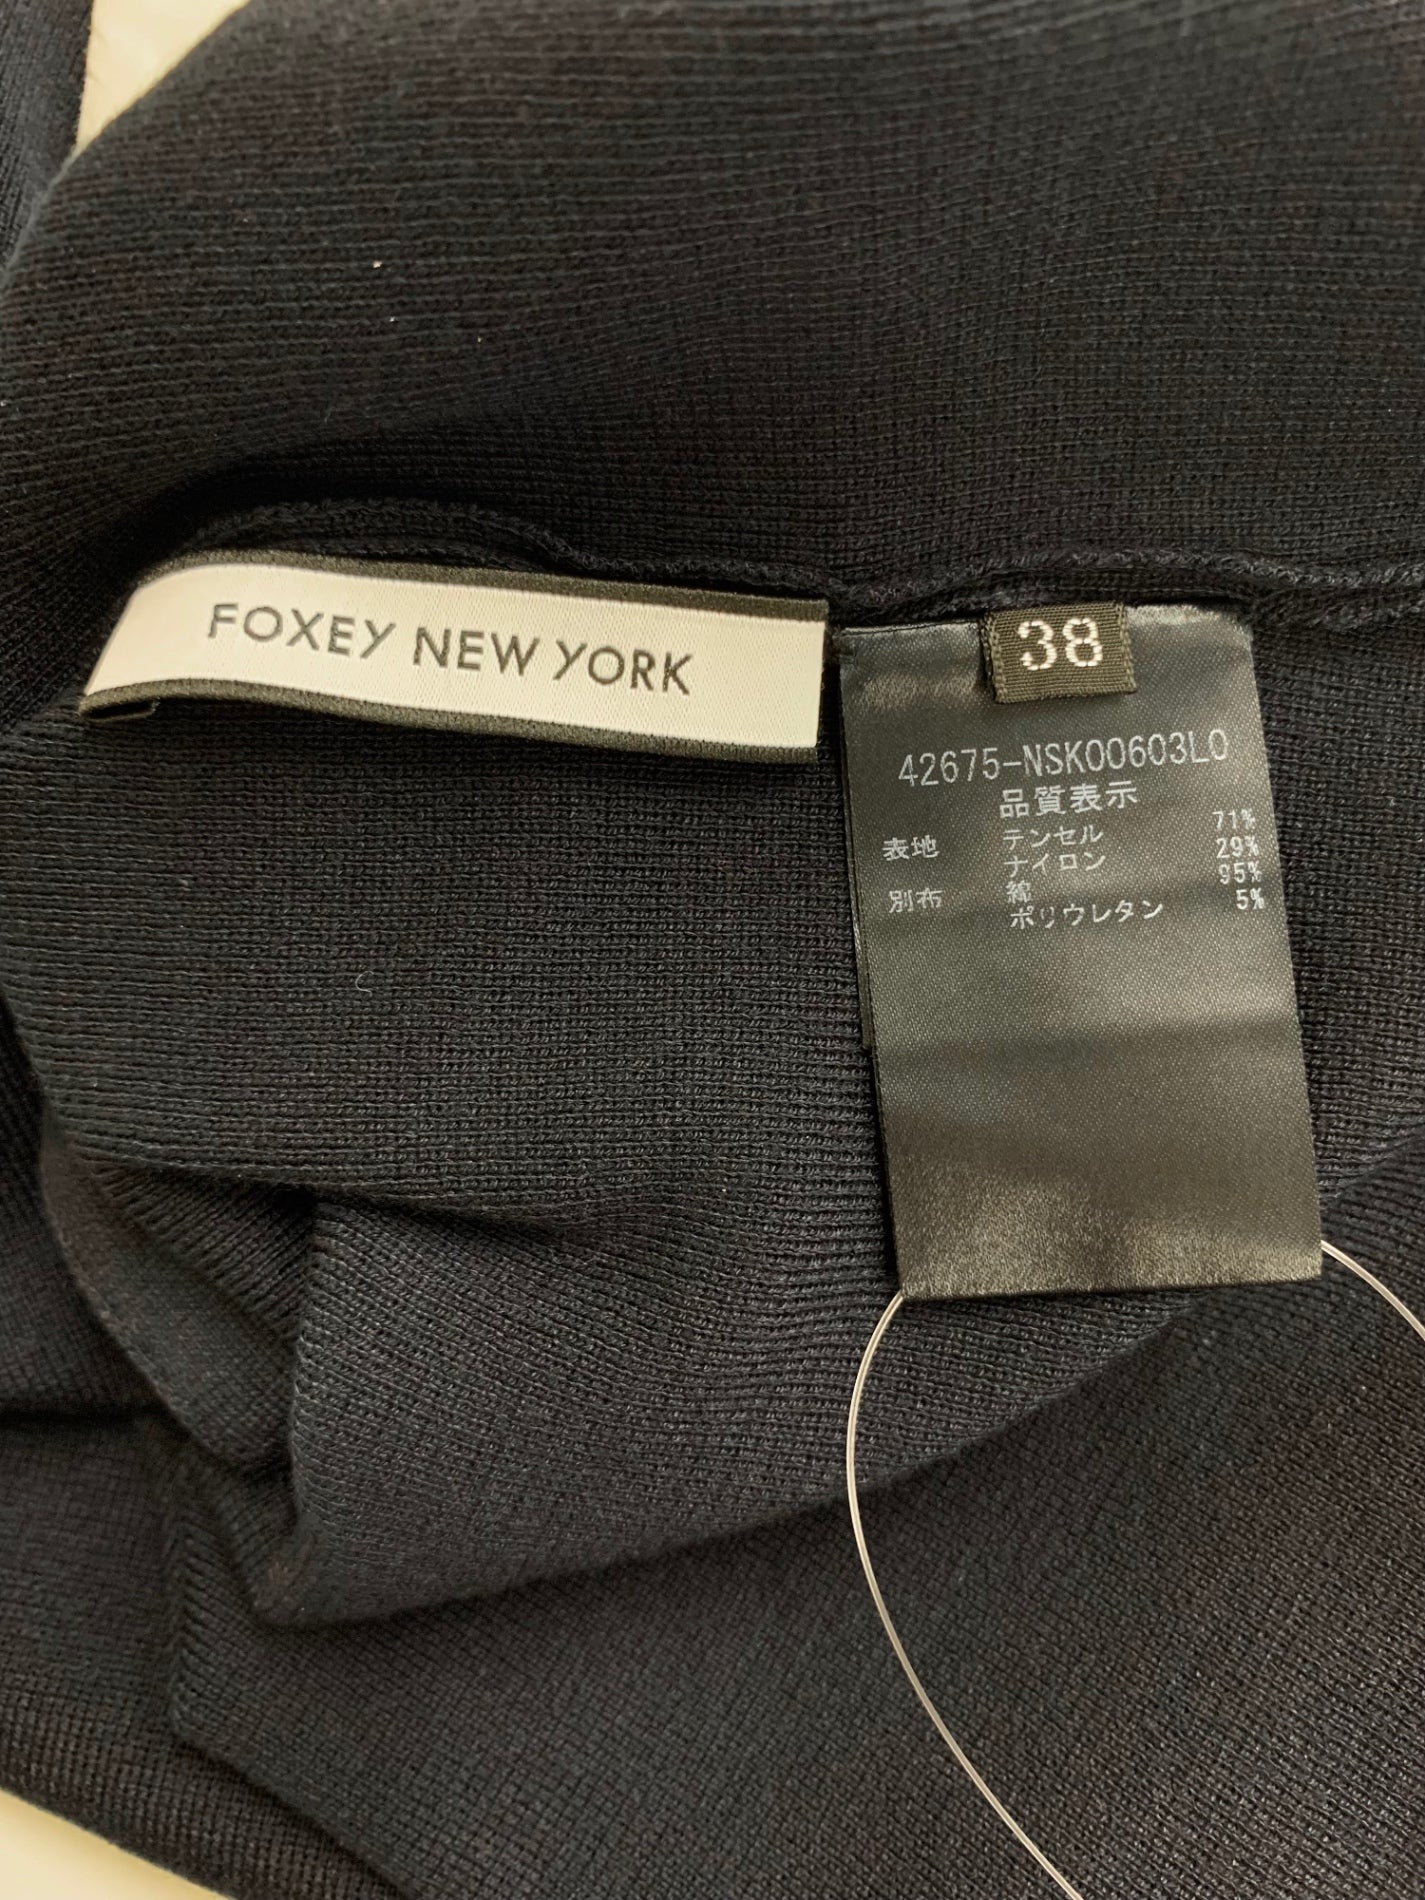 FOXEY NEW YORK
38
42675-NSK00603L0
品質表示
表地 テンセル 71%
ナイロン 29%
別布 綿 95%
ポリウレタン 5%